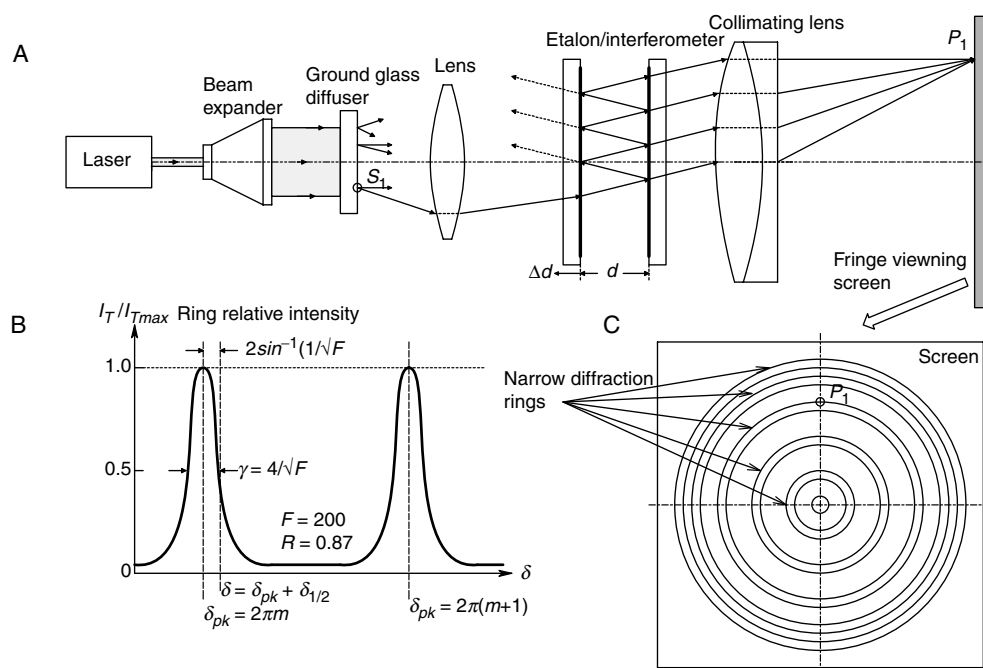 A
Laser
Beam
expander
Ground glass
diffuser
S1
Lens
Etalon/interferometer
Δd
d
Collimating lens
P1
Fringe viewning
screen
B
IT/ITmax Ring relative intensity
2sin–1(1/√F
1.0
0.5
γ = 4/√F
F = 200
R = 0.87
0
δ
δ = δpk + δ1/2
δpk = 2πm
δpk = 2π(m+1)
C
Screen
Narrow diffraction
rings
P1